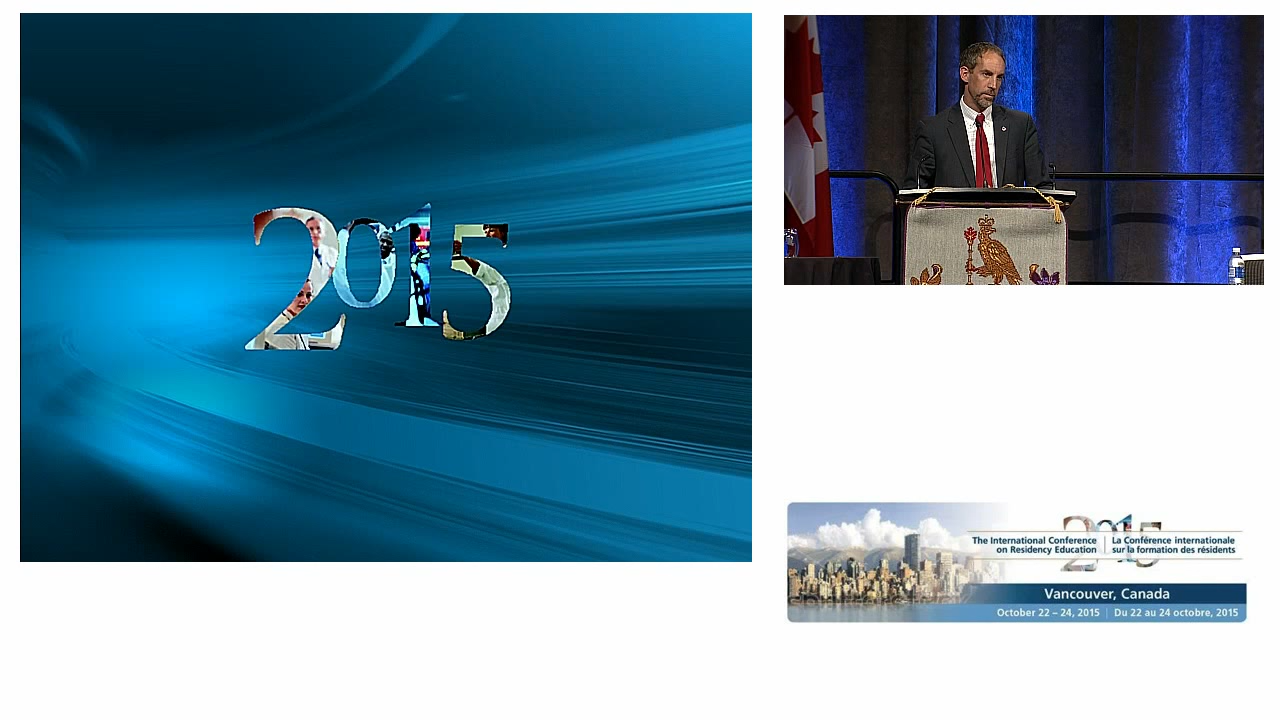 2015
2015
The International Conference
on Residency Education
La Conférence internationale
sur la formation des résidents
Vancouver, Canada
October 22 – 24, 2015 | Du 22 au 24 octobre, 2015